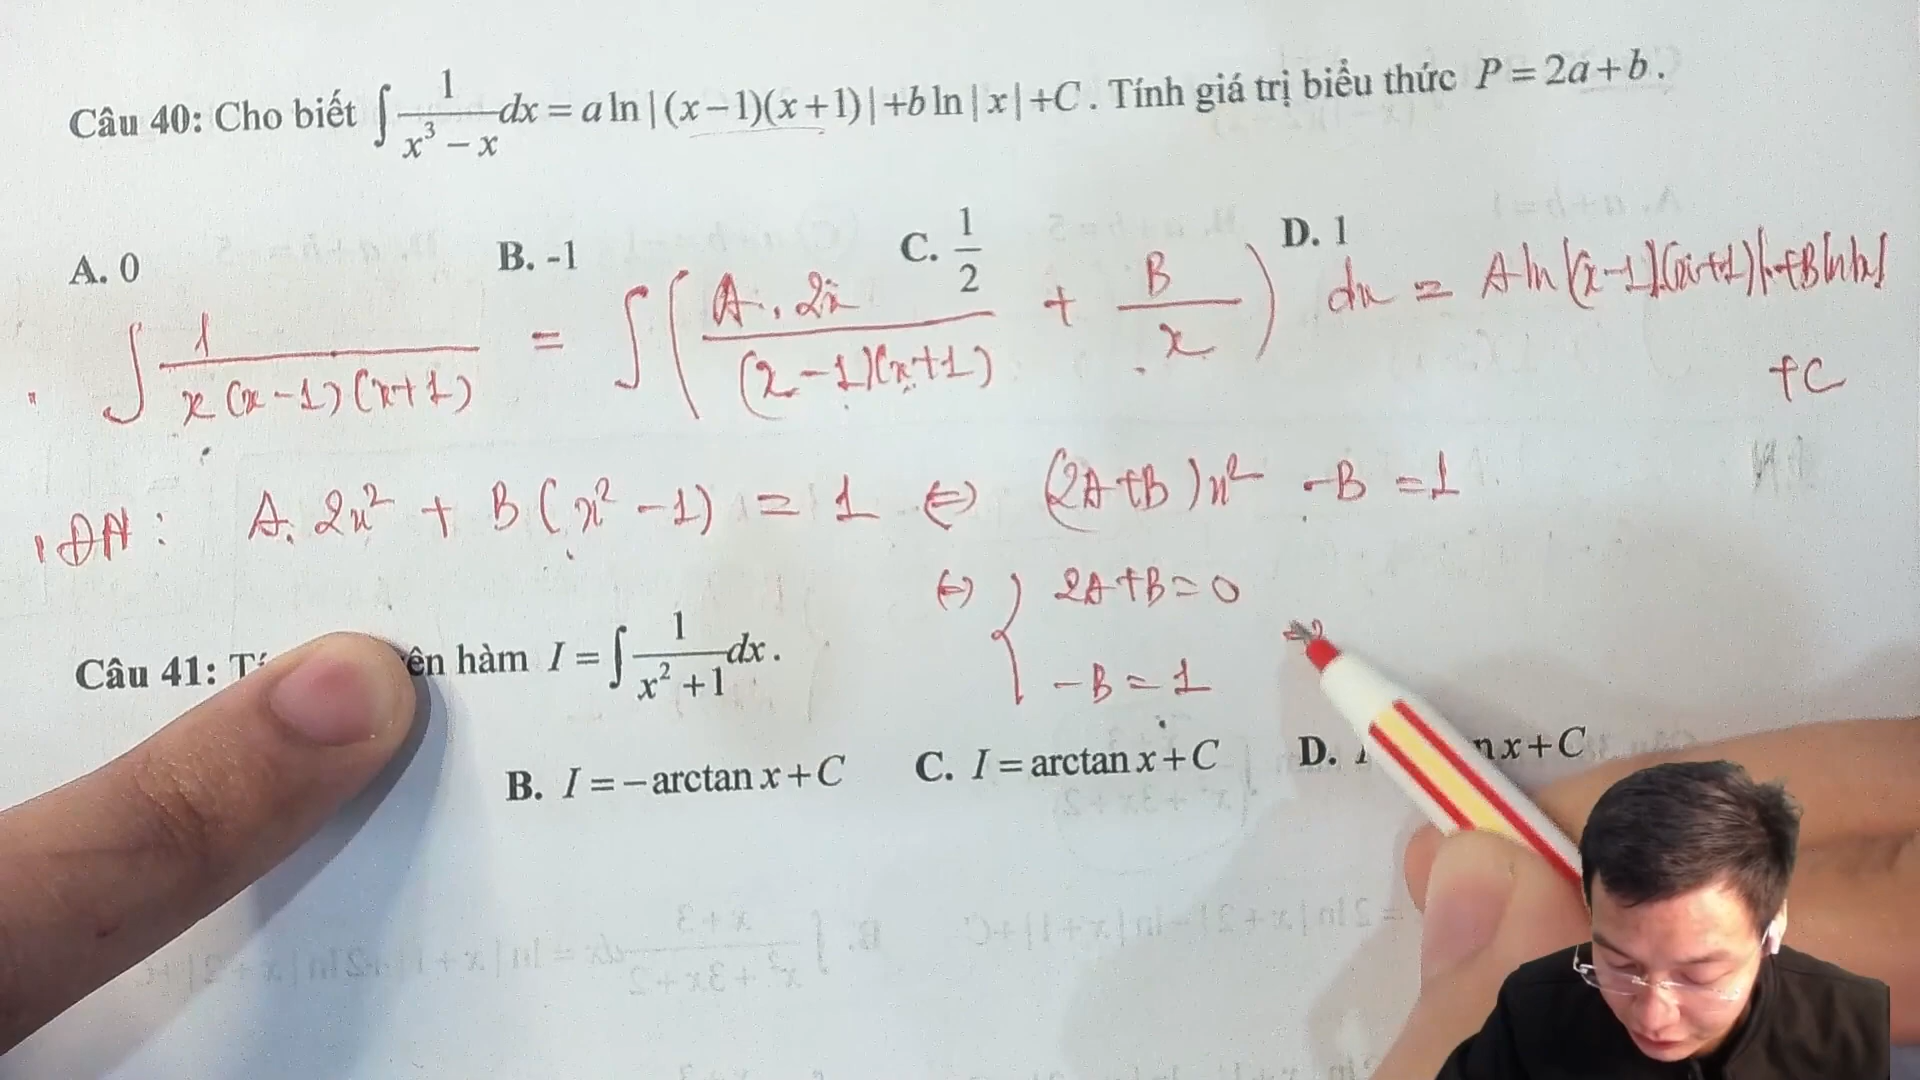 Câu 40: Cho biết ∫ 1/(x³ − x) dx = a ln|(x−1)(x+1)| + b ln|x| + C. Tính giá trị biểu thức P = 2a + b.
A. 0 B. -1 C. 1/2 D. 1
∫ 1/(x(x−1)(x+1)) = ∫ ( A.2x/((x−1)(x+1)) + B/x ) dx = A ln|(x−1)(x+1)| + B ln|x|
+C
ĐN: A.2x² + B(x² −1) = 1 ⇔ (2A+B)x² − B = 1
⇔ { 2A+B = 0
−B = 1
Câu 41: ên hàm I = ∫ 1/(x² + 1) dx.
B. I = −arctan x + C C. I = arctan x + C D. n x + C